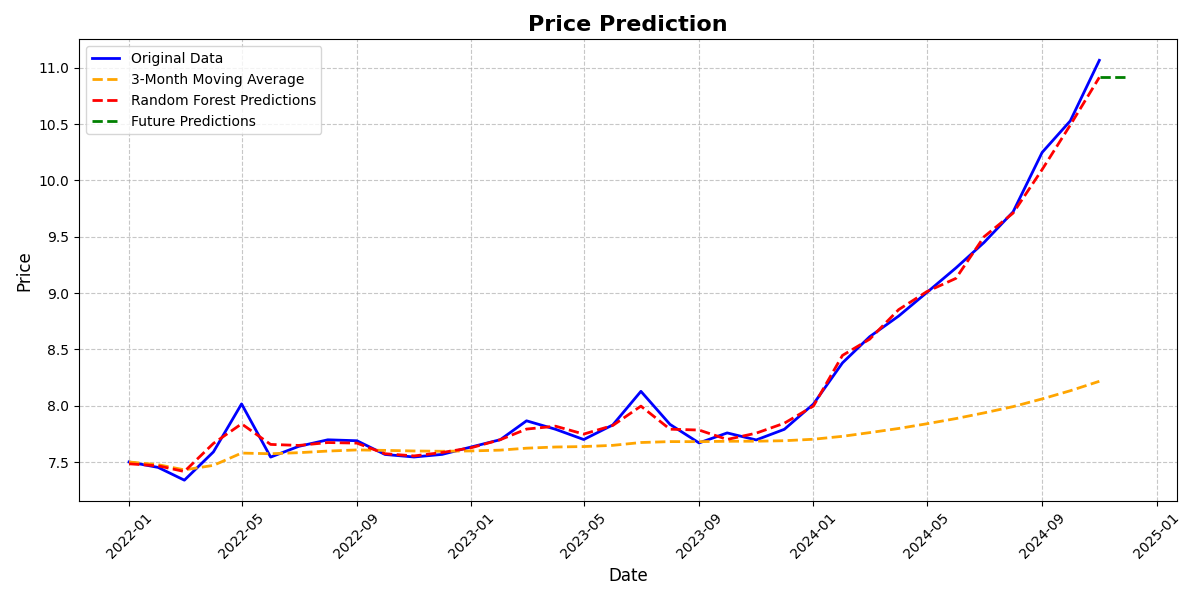 Price Prediction
Original Data
3-Month Moving Average
Random Forest Predictions
Future Predictions
11.0
10.5
10.0
9.5
9.0
8.5
8.0
7.5
Price
2022-01
2022-05
2022-09
2023-01
2023-05
2023-09
2024-01
2024-05
2024-09
2025-01
Date